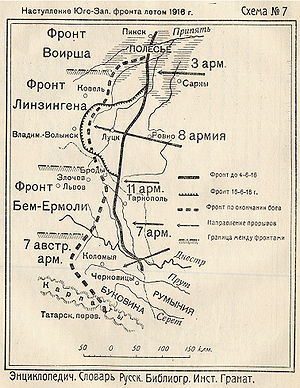 Наступление Юго-Зап. фронта летом 1916 г.
Схема № 7
Фронт
Воирша
Пинск
Припять
ПОЛЕСЬЕ
3 арм.
Сарны
Фронт
Ковель
Линзингена
Владим.-Волынск
Луцк
Ровно
8 армия
Броды
Злочов
Львов
11 арм.
Тарнополь
Фронт
Бем-Ермоли
7 арм.
7 австр.
арм.
Днестр
Коломыя
Прут
Черновицы
Карпаты
БУКОВИНА
РУМЫНИЯ
Серет
Татарск. перев.
Фронт до 4-6-16
Фронт 15-6-16 г.
Фронт по окончании боев
Направление прорывов
Граница между фронтами
50 0 50 100 150 км.
Энциклопедич. Словарь Русск. Библиогр. Инст. Гранат.